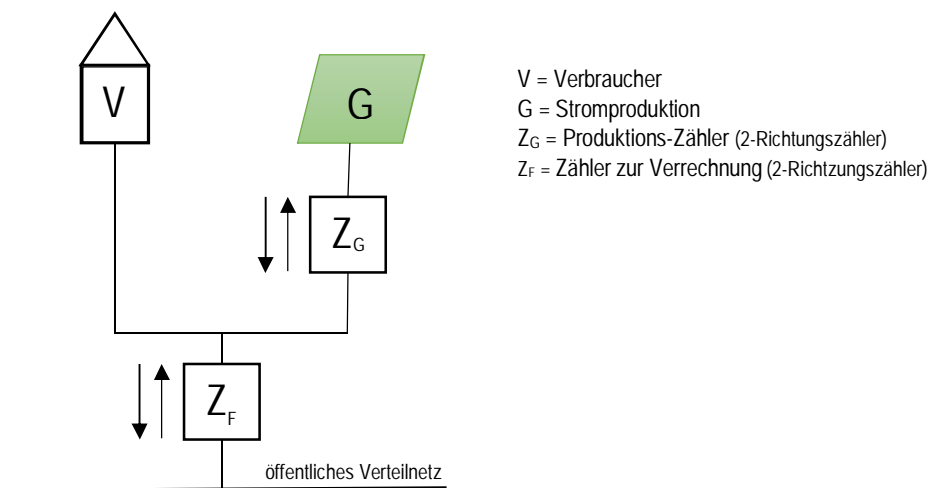 V
G
V = Verbraucher
G = Stromproduktion
ZG = Produktions-Zähler (2-Richtungszähler)
ZF = Zähler zur Verrechnung (2-Richtzungszähler)
ZG
ZF
öffentliches Verteilnetz